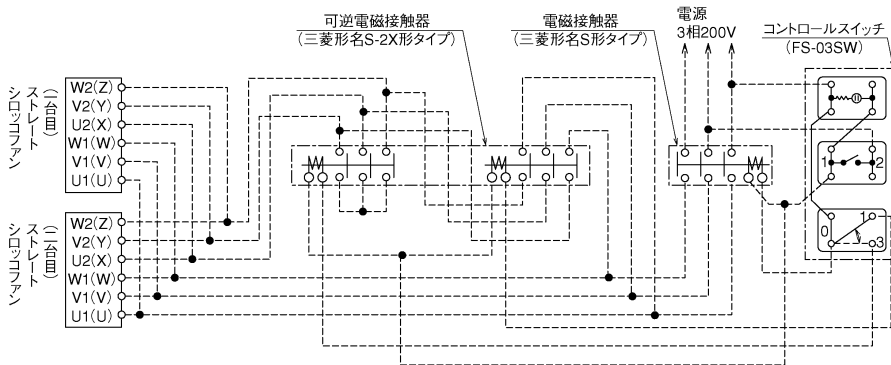 可逆電磁接触器
(三菱形名S-2X形タイプ)
電磁接触器
(三菱形名S形タイプ)
電源
3相200V
コントロールスイッチ
(FS-03SW)
(一台目)
ストレート
シロッコファン
W2(Z)
V2(Y)
U2(X)
W1(W)
V1(V)
U1(U)
(二台目)
ストレート
シロッコファン
W2(Z)
V2(Y)
U2(X)
W1(W)
V1(V)
U1(U)
1
2
0
1
3